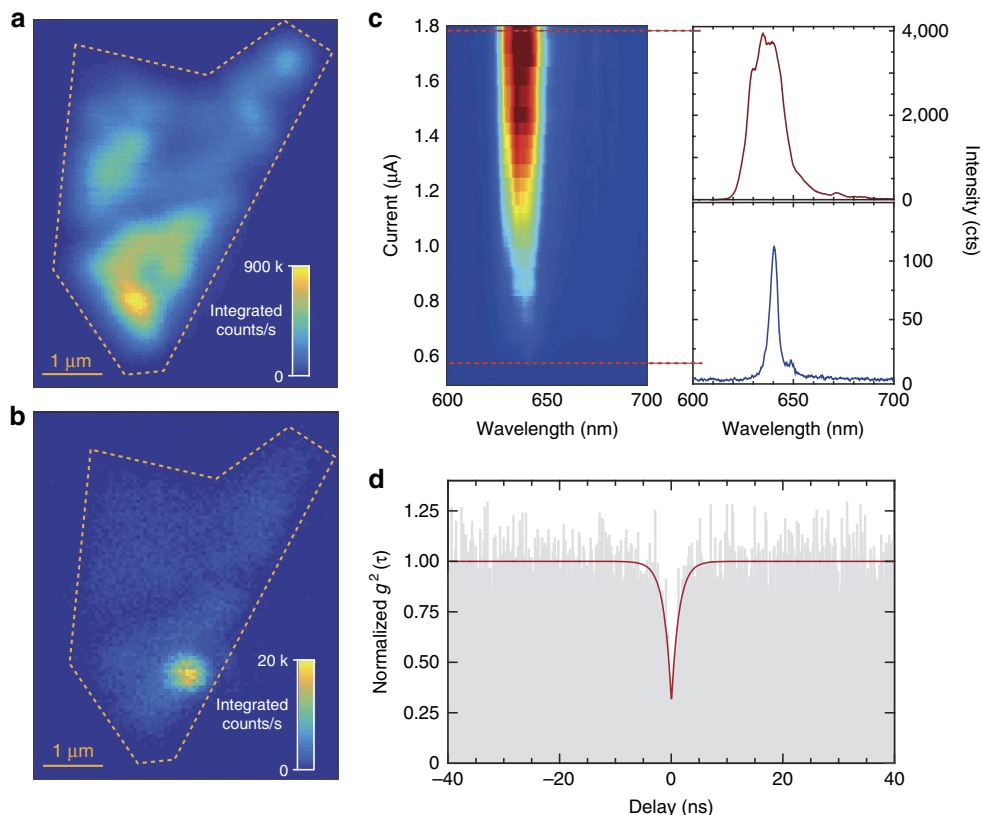 a
900 k
Integrated
counts/s
0
1 μm
b
20 k
Integrated
counts/s
0
1 μm
c
1.8
1.6
1.4
1.2
1.0
0.8
0.6
Current (μA)
600
650
700
Wavelength (nm)
4,000
2,000
0
100
50
0
Intensity (cts)
600
650
700
Wavelength (nm)
d
1.25
1.00
0.75
0.50
0.25
0
Normalized g² (τ)
–40
–20
0
20
40
Delay (ns)